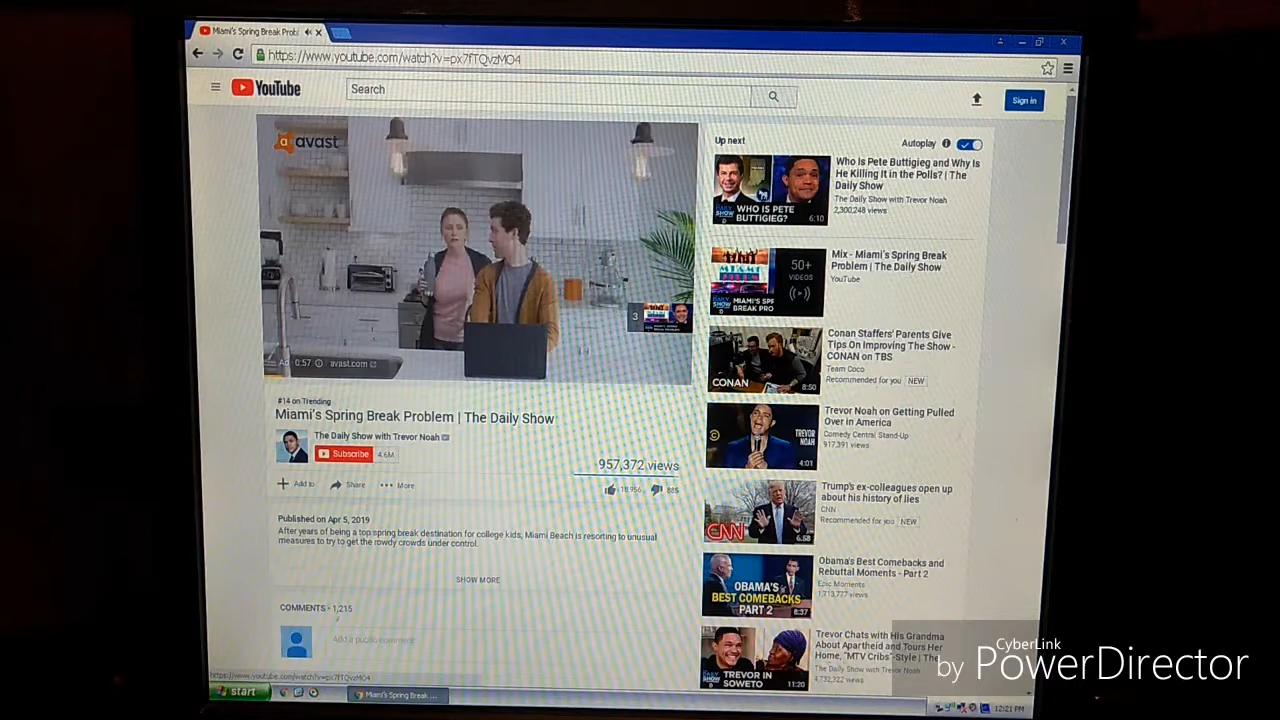 Miami's Spring Break Probl
https://www.youtube.com/watch?v=px7fTQvzMO4
YouTube
Search
Sign in
avast
3
Ad 0:57
avast.com
#14 on Trending
Miami's Spring Break Problem | The Daily Show
The Daily Show with Trevor Noah
Subscribe 4.6M
957,372 views
Add to Share More
18,956 885
Published on Apr 5, 2019
After years of being a top spring break destination for college kids, Miami Beach is resorting to unusual
measures to try to get the rowdy crowds under control.
SHOW MORE
COMMENTS • 1,215
Add a public comment
Up next
Autoplay
WHO IS PETE
BUTTIGIEG?
6:10
Who Is Pete Buttigieg and Why Is
He Killing It in the Polls? | The
Daily Show
The Daily Show with Trevor Noah
2,300,248 views
MIAMI
MIAMI'S SPR
BREAK PRO
50+
VIDEOS
Mix - Miami's Spring Break
Problem | The Daily Show
YouTube
CONAN
8:50
Conan Staffers' Parents Give
Tips On Improving The Show -
CONAN on TBS
Team Coco
Recommended for you NEW
TREVOR
NOAH
4:01
Trevor Noah on Getting Pulled
Over in America
Comedy Central Stand-Up
917,391 views
CNN
6:58
Trump's ex-colleagues open up
about his history of lies
CNN
Recommended for you NEW
OBAMA'S
BEST COMEBACKS
PART 2
8:37
Obama's Best Comebacks and
Rebuttal Moments - Part 2
Epic Moments
1,713,777 views
TREVOR IN
SOWETO
11:20
Trevor Chats with His Grandma
About Apartheid and Tours Her
Home, "MTV Cribs"-Style | The
The Daily Show with Trevor Noah
4,732,322 views
https://www.youtube.com/watch?v=px7fTQvzMO4
start
Miami's Spring Break ...
12:21 PM
CyberLink
by PowerDirector